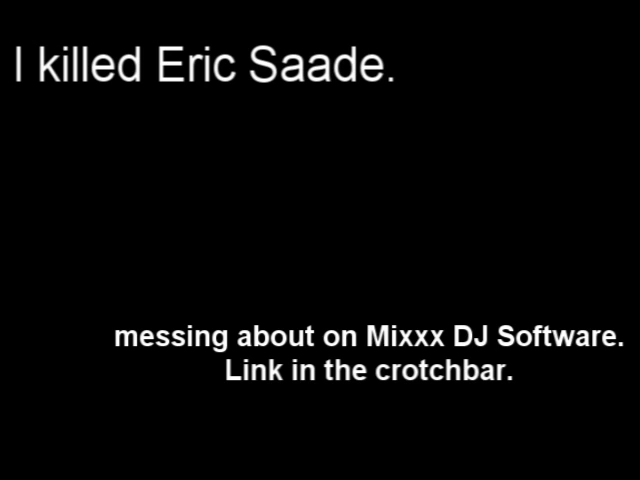 I killed Eric Saade.
messing about on Mixxx DJ Software.
Link in the crotchbar.